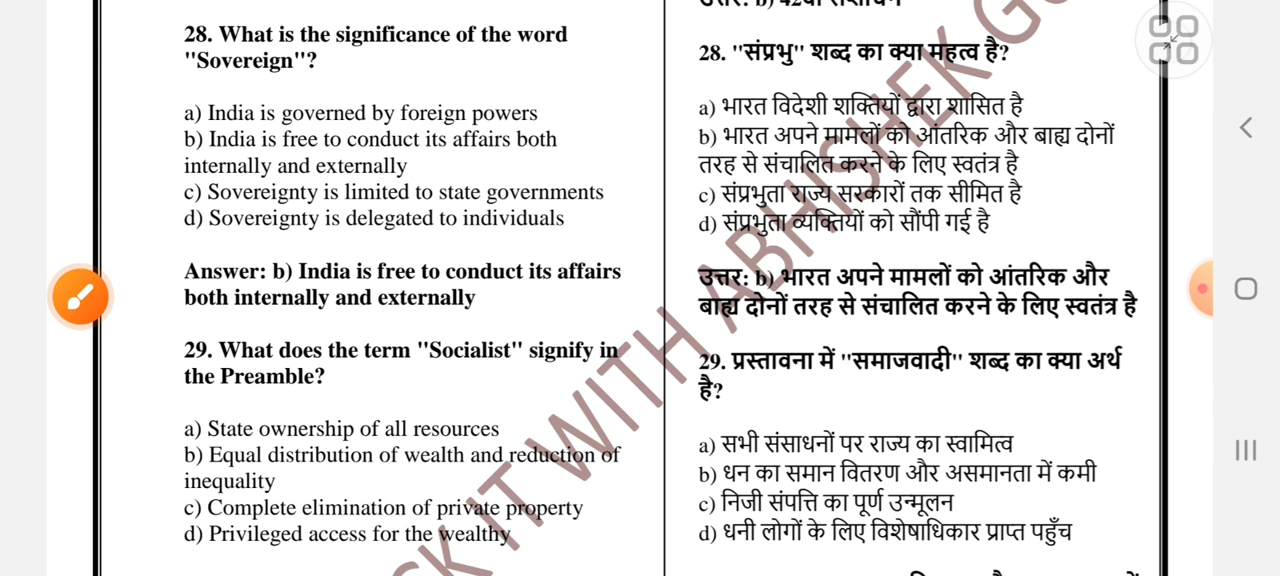 28. What is the significance of the word
"Sovereign"?
a) India is governed by foreign powers
b) India is free to conduct its affairs both
internally and externally
c) Sovereignty is limited to state governments
d) Sovereignty is delegated to individuals
Answer: b) India is free to conduct its affairs
both internally and externally
29. What does the term "Socialist" signify in
the Preamble?
a) State ownership of all resources
b) Equal distribution of wealth and reduction of
inequality
c) Complete elimination of private property
d) Privileged access for the wealthy
28. "संप्रभु" शब्द का क्या महत्व है?
a) भारत विदेशी शक्तियों द्वारा शासित है
b) भारत अपने मामलों को आंतरिक और बाह्य दोनों
तरह से संचालित करने के लिए स्वतंत्र है
c) संप्रभुता राज्य सरकारों तक सीमित है
d) संप्रभुता व्यक्तियों को सौंपी गई है
उत्तर: b) भारत अपने मामलों को आंतरिक और
बाह्य दोनों तरह से संचालित करने के लिए स्वतंत्र है
29. प्रस्तावना में "समाजवादी" शब्द का क्या अर्थ
है?
a) सभी संसाधनों पर राज्य का स्वामित्व
b) धन का समान वितरण और असमानता में कमी
c) निजी संपत्ति का पूर्ण उन्मूलन
d) धनी लोगों के लिए विशेषाधिकार प्राप्त पहुँच
IT WITH ABHISHEK